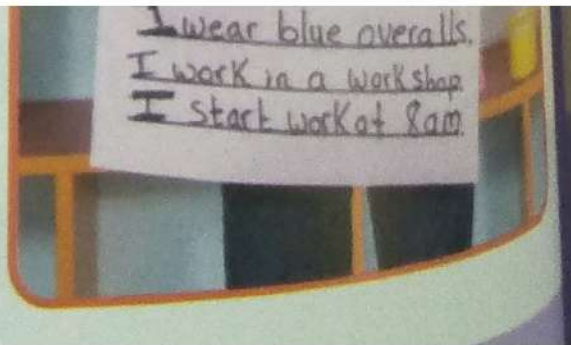 I wear blue overalls.
I work in a workshop
I start work at 8am.